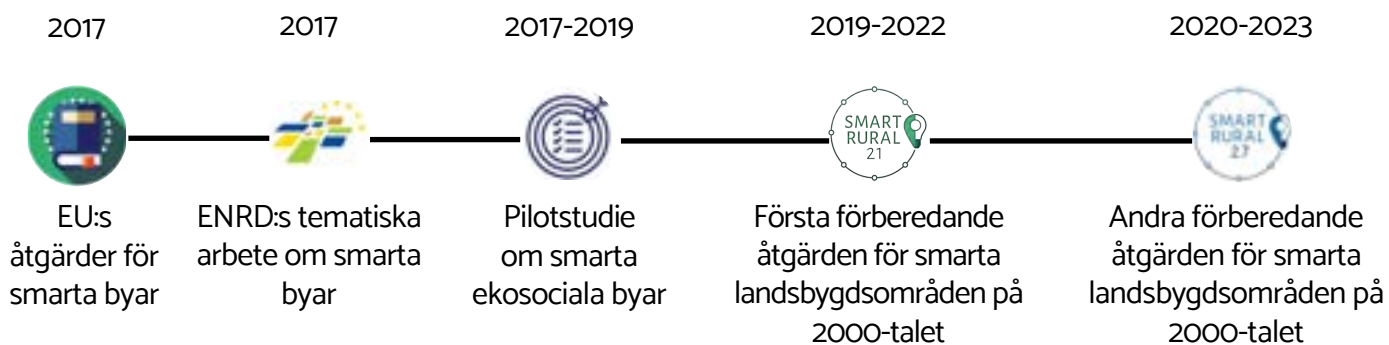 2017
2017
2017-2019
2019-2022
2020-2023
SMART
RURAL
21
SMART
RURAL
27
EU:s
åtgärder för
smarta byar
ENRD:s tematiska
arbete om smarta
byar
Pilotstudie
om smarta
ekosociala byar
Första förberedande
åtgärden för smarta
landsbygdsområden på
2000-talet
Andra förberedande
åtgärden för smarta
landsbygdsområden på
2000-talet